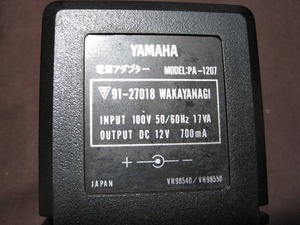 YAMAHA
電源アダプター MODEL:PA-1207
91-27018 WAKAYANAGI
INPUT 100V 50/60Hz 17VA
OUTPUT DC 12V 700mA
JAPAN VH98540/VH98550